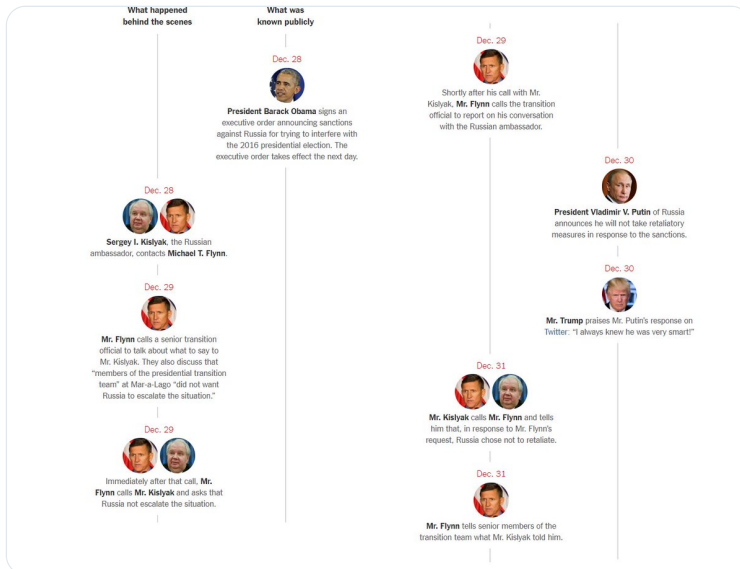 What happened
behind the scenes
What was
known publicly
Dec. 28
President Barack Obama signs an
executive order announcing sanctions
against Russia for trying to interfere with
the 2016 presidential election. The
executive order takes effect the next day.
Dec. 28
Sergey I. Kislyak, the Russian
ambassador, contacts Michael T. Flynn.
Dec. 29
Mr. Flynn calls a senior transition
official to talk about what to say to
Mr. Kislyak. They also discuss that
“members of the presidential transition
team” at Mar-a-Lago “did not want
Russia to escalate the situation.”
Dec. 29
Immediately after that call, Mr.
Flynn calls Mr. Kislyak and asks that
Russia not escalate the situation.
Dec. 29
Shortly after his call with Mr.
Kislyak, Mr. Flynn calls the transition
official to report on his conversation
with the Russian ambassador.
Dec. 30
President Vladimir V. Putin of Russia
announces he will not take retaliatory
measures in response to the sanctions.
Dec. 30
Mr. Trump praises Mr. Putin’s response on
Twitter: “I always knew he was very smart!”
Dec. 31
Mr. Kislyak calls Mr. Flynn and tells
him that, in response to Mr. Flynn’s
request, Russia chose not to retaliate.
Dec. 31
Mr. Flynn tells senior members of the
transition team what Mr. Kislyak told him.